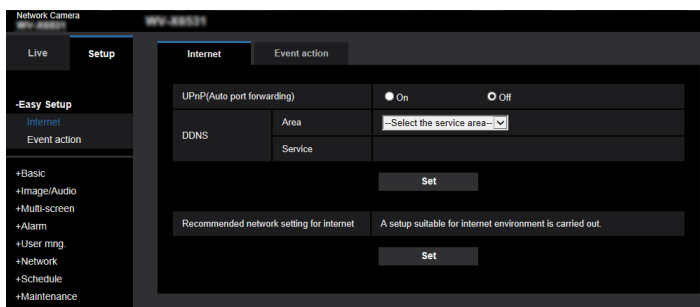 Network Camera
Live
Setup
-Easy Setup
Internet
Event action
+Basic
+Image/Audio
+Multi-screen
+Alarm
+User mng.
+Network
+Schedule
+Maintenance
Internet
Event action
UPnP(Auto port forwarding)
On
Off
DDNS
Area
--Select the service area--
Service
Set
Recommended network setting for internet
A setup suitable for internet environment is carried out.
Set